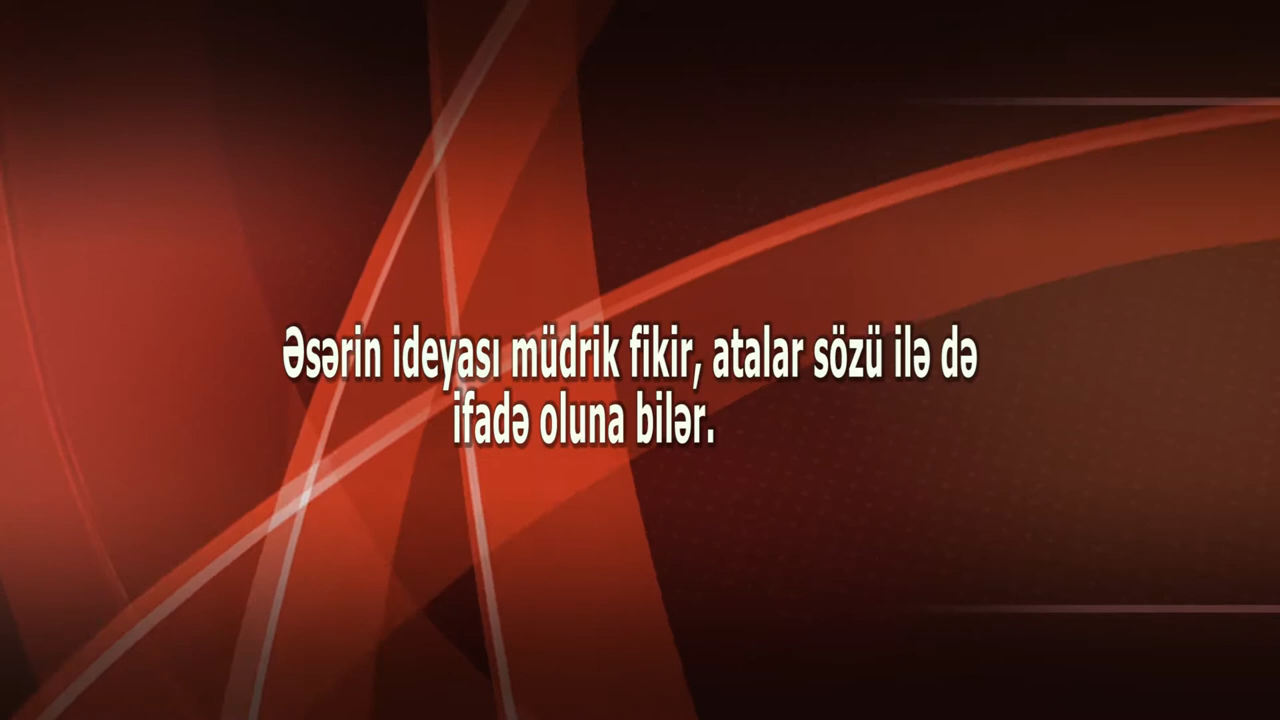 Əsərin ideyası müdrik fikir, atalar sözü ilə də
ifadə oluna bilər.